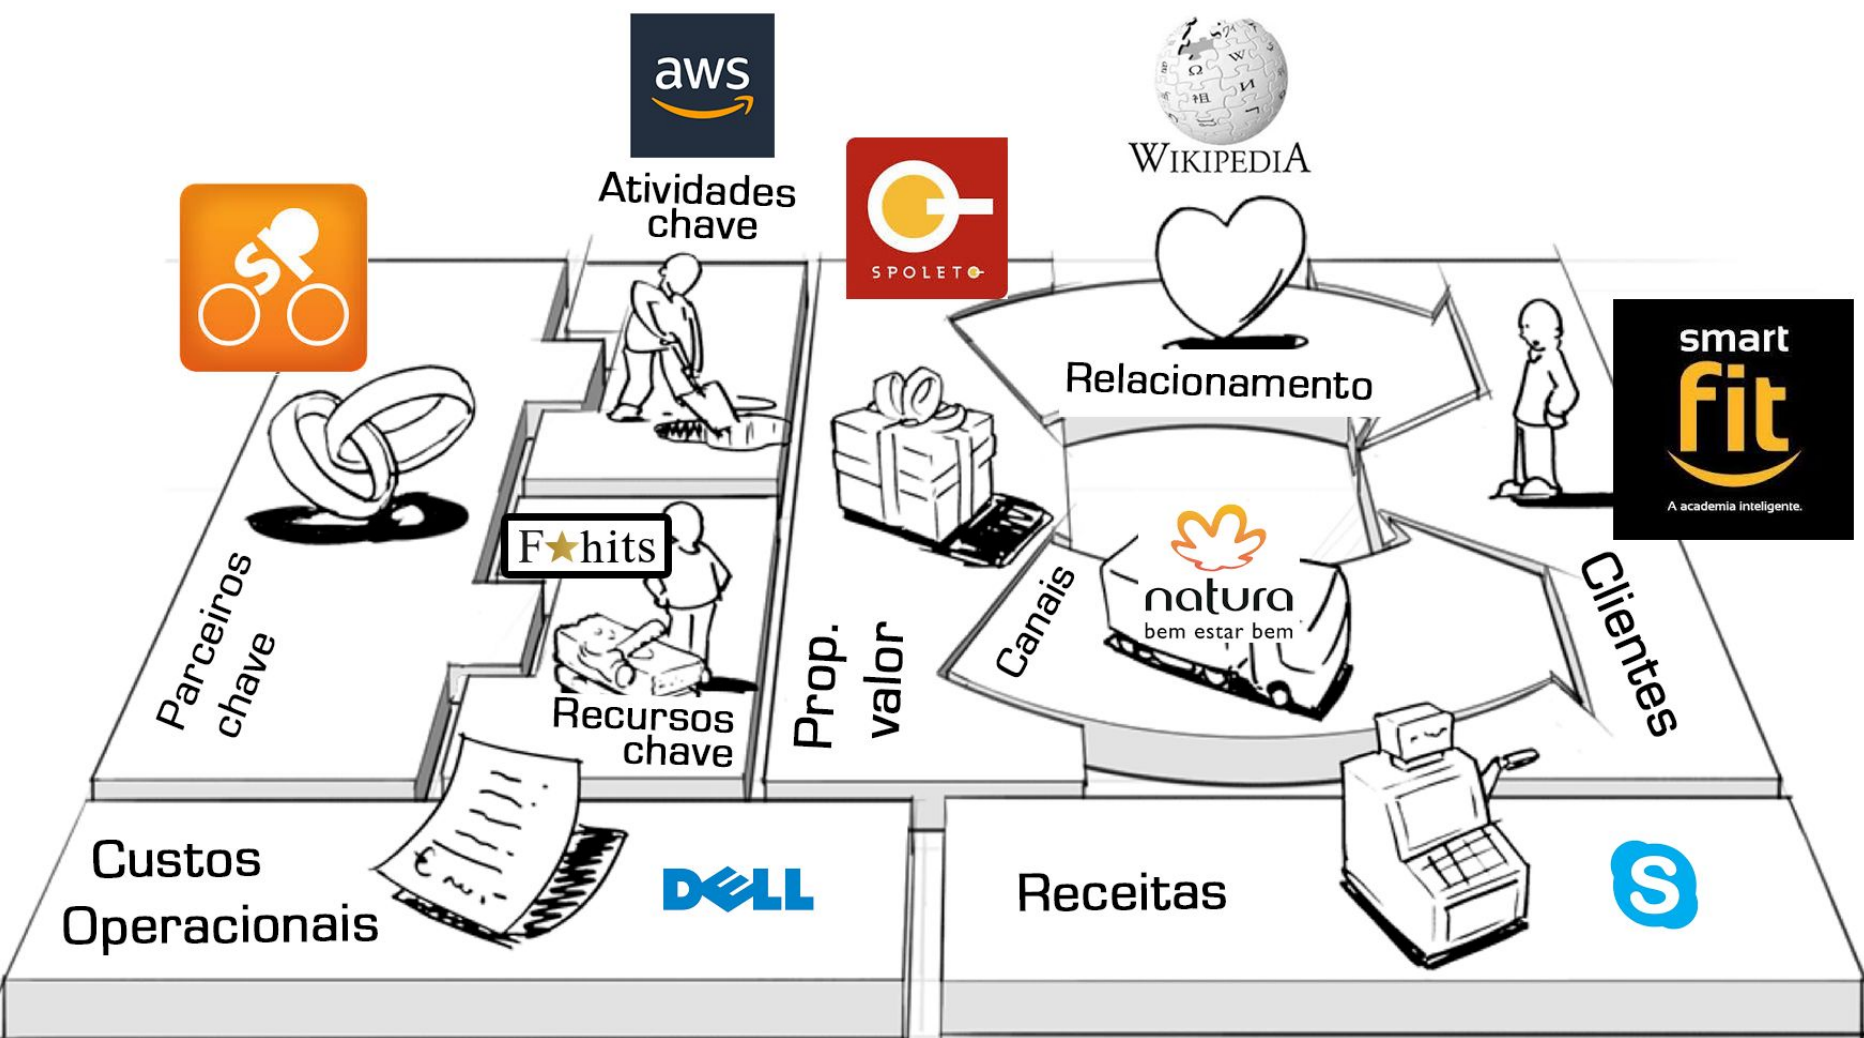 aws
WIKIPEDIA
Atividades
chave
SP
SPOLETO
Relacionamento
smart
fit
A academia inteligente.
F★hits
natura
bem estar bem
Parceiros
chave
Recursos
chave
Prop.
valor
Canais
Clientes
Custos
Operacionais
DELL
Receitas
S